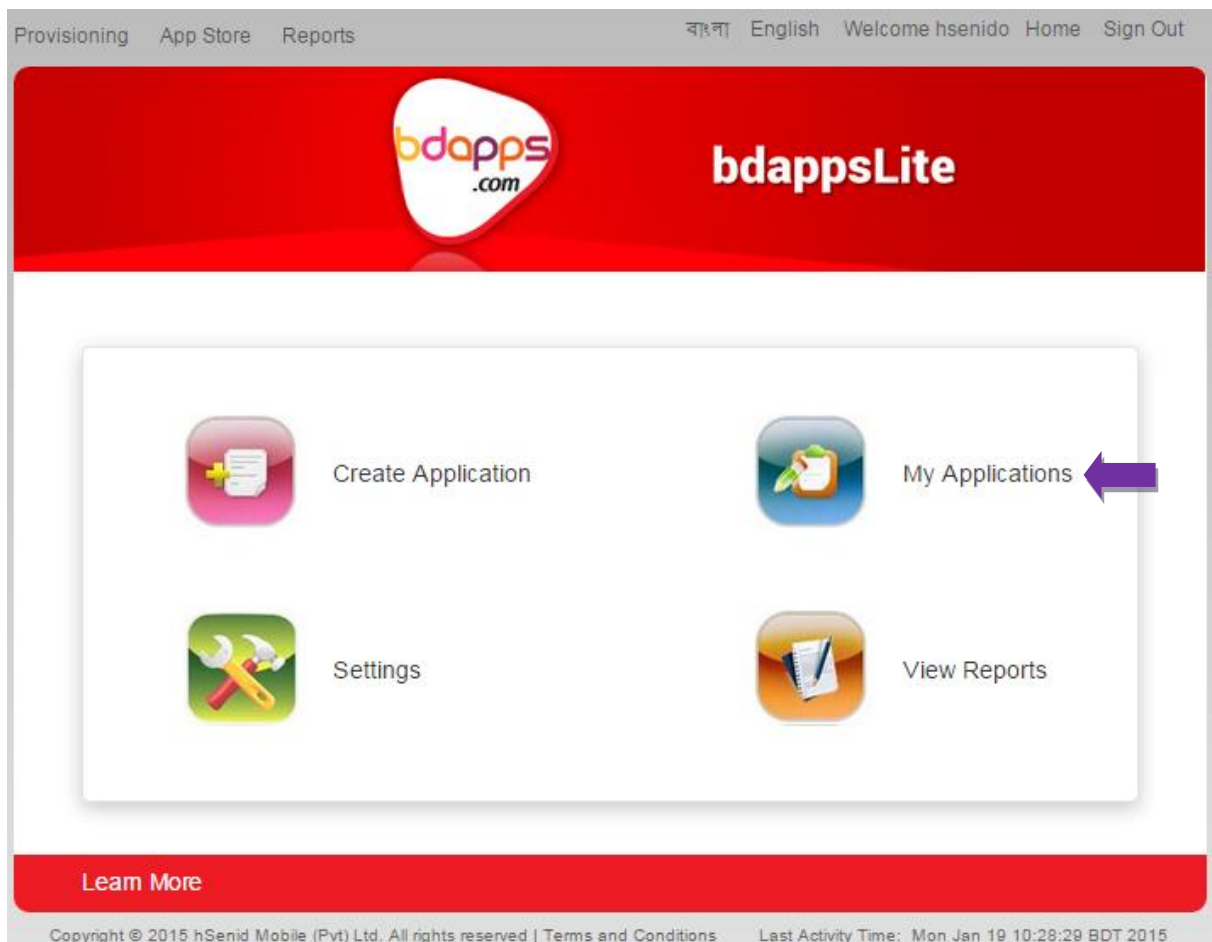 Provisioning App Store Reports বাংলা English Welcome hsenido Home Sign Out
bdapps
.com
bdappsLite
Create Application My Applications
Settings View Reports
Learn More
Copyright © 2015 hSenid Mobile (Pvt) Ltd. All rights reserved | Terms and Conditions Last Activity Time: Mon Jan 19 10:28:29 BDT 2015